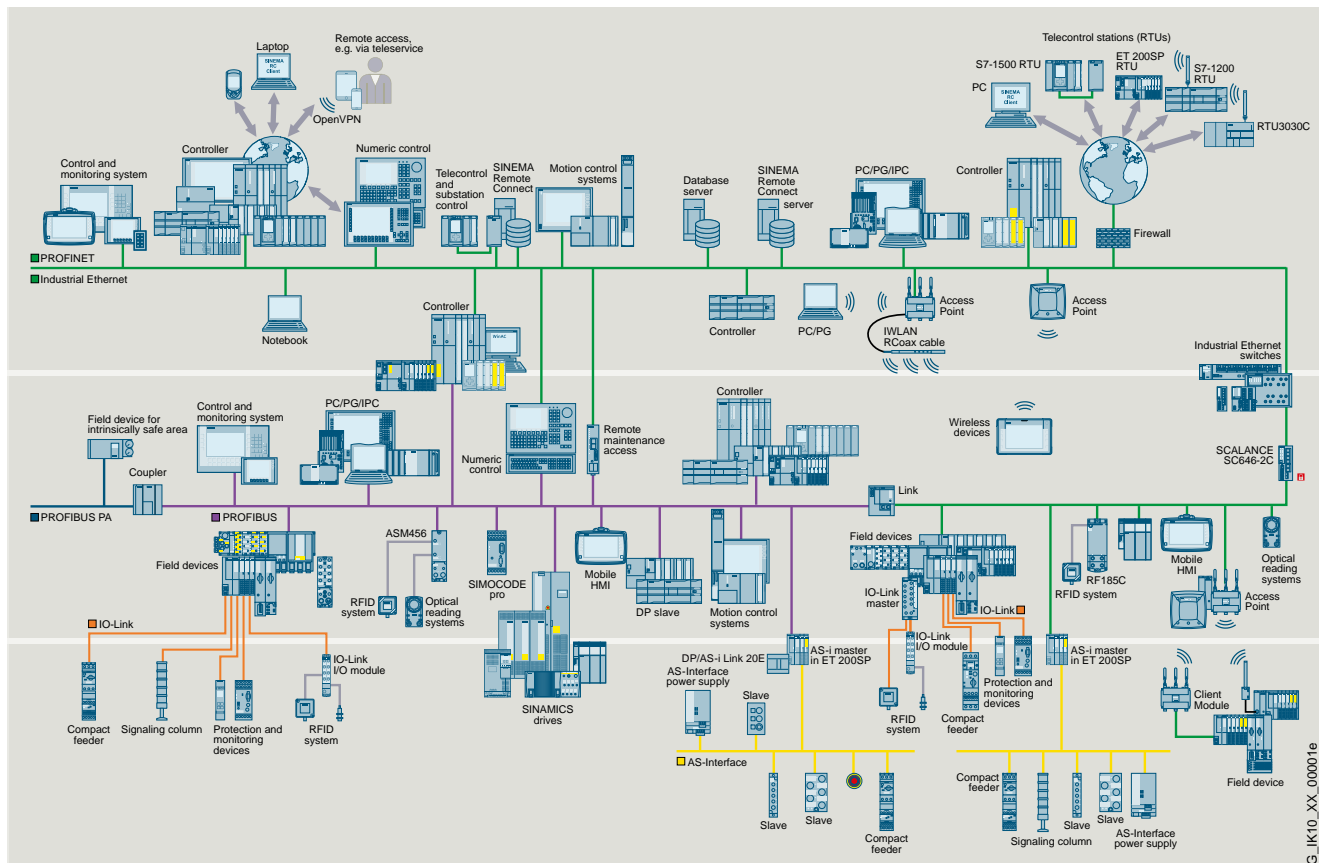 Laptop
SINEMA
RC
Client
Remote access,
e.g. via teleservice
OpenVPN
Telecontrol stations (RTUs)
S7-1500 RTU
ET 200SP
RTU
S7-1200
RTU
PC
SINEMA
RC
Client
RTU3030C
Control and
monitoring system
Controller
Numeric control
Telecontrol
and
substation
control
SINEMA
Remote
Connect
Motion control
systems
Database
server
SINEMA
Remote
Connect
server
PC/PG/IPC
Controller
Firewall
PROFINET
Industrial Ethernet
Notebook
Controller
WinAC
Controller
PC/PG
Access
Point
IWLAN
RCoax cable
Access
Point
Industrial Ethernet
switches
Field device for
intrinsically safe area
Control and
monitoring system
PC/PG/IPC
Coupler
Numeric
control
Remote
maintenance
access
Controller
Wireless
devices
SCALANCE
SC646-2C
Link
PROFIBUS PA
PROFIBUS
Field devices
ASM456
RFID
system
Optical
reading
systems
SIMOCODE
pro
Mobile
HMI
DP slave
Motion control
systems
Field devices
IO-Link
master
IO-Link
RF185C
RFID system
Mobile
HMI
Optical
reading
systems
Access
Point
IO-Link
IO-Link
I/O module
Compact
feeder
Signaling column
Protection and
monitoring
devices
RFID
system
SINAMICS
drives
DP/AS-i Link 20E
AS-i master
in ET 200SP
AS-Interface
power supply
Slave
IO-Link
I/O module
RFID
system
Compact
feeder
Protection and
monitoring
devices
AS-i master
in ET 200SP
Client
Module
Field device
AS-Interface
Slave
Slave
Compact
feeder
Compact
feeder
Signaling column
Slave
Slave
AS-Interface
power supply
G_IK10_XX_00001e